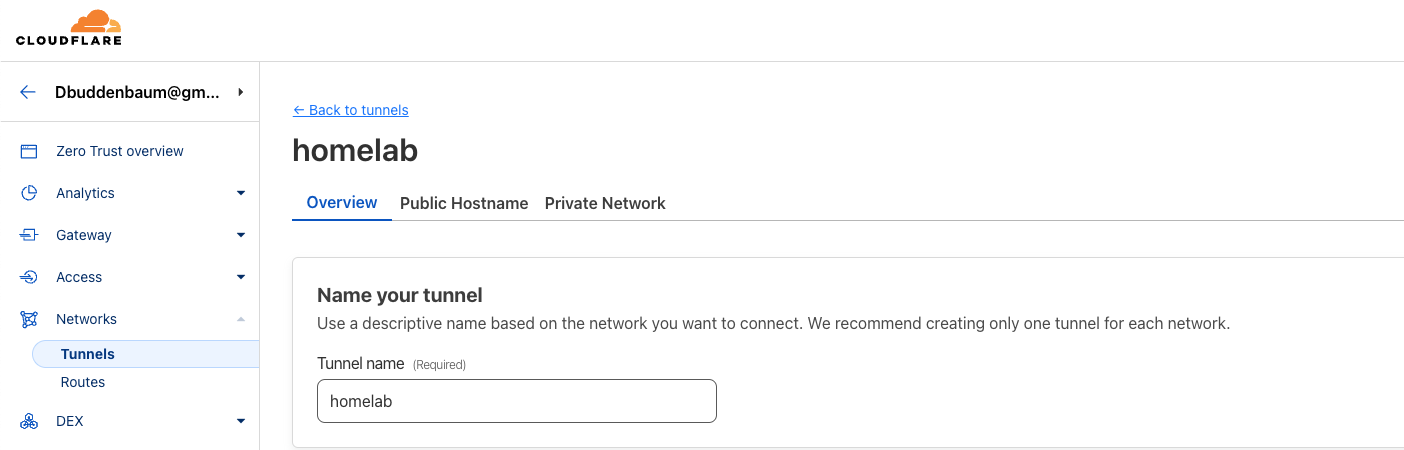 CLOUDFLARE
Dbuddenbaum@gm...
Zero Trust overview
Analytics
Gateway
Access
Networks
Tunnels
Routes
DEX
← Back to tunnels
homelab
Overview Public Hostname Private Network
Name your tunnel
Use a descriptive name based on the network you want to connect. We recommend creating only one tunnel for each network.
Tunnel name (Required)
homelab